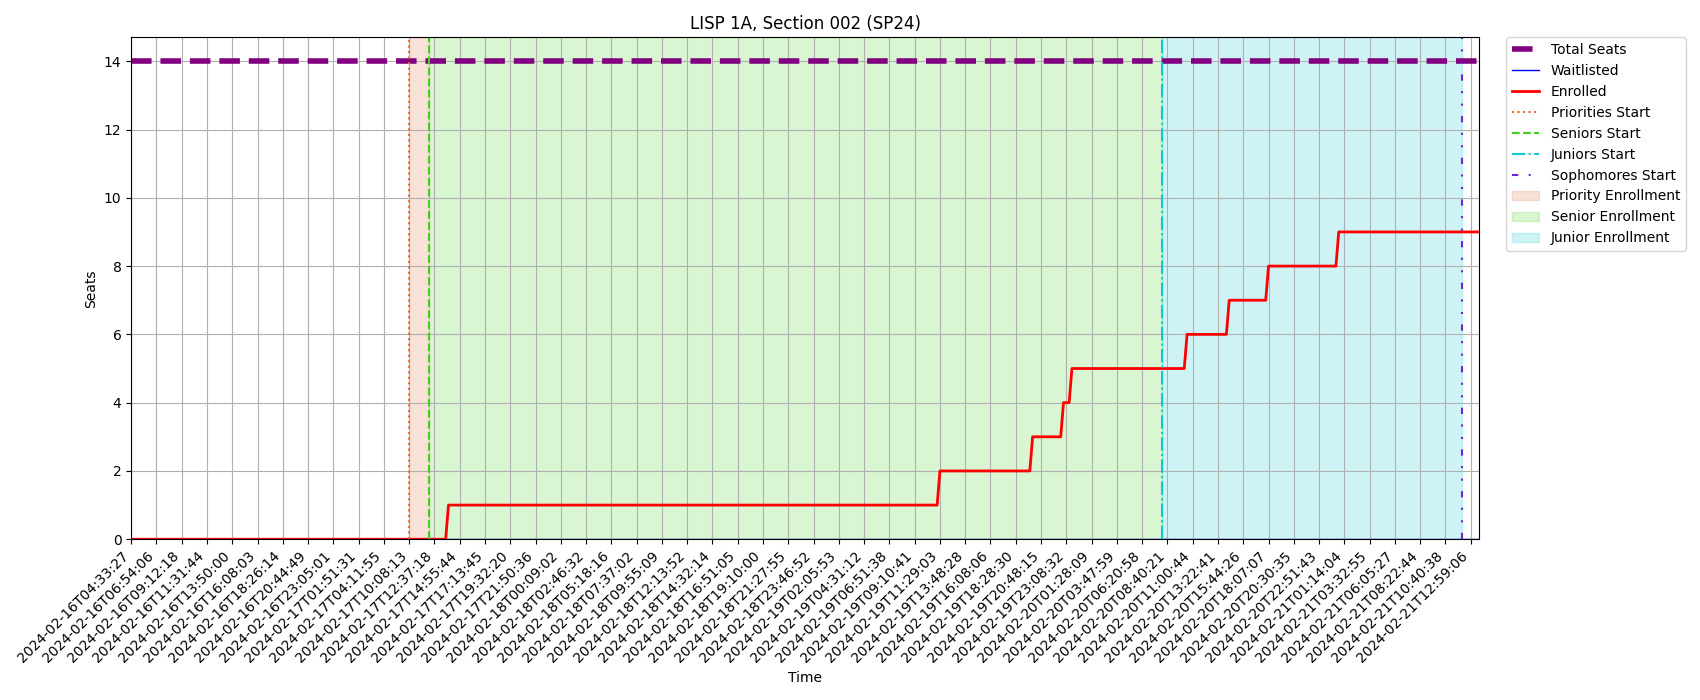 LISP 1A, Section 002 (SP24)
Total Seats
Waitlisted
Enrolled
Priorities Start
Seniors Start
Juniors Start
Sophomores Start
Priority Enrollment
Senior Enrollment
Junior Enrollment
Seats
14
12
10
8
6
4
2
0
2024-02-16T04:33:27
2024-02-16T06:54:06
2024-02-16T09:12:18
2024-02-16T11:31:44
2024-02-16T13:50:00
2024-02-16T16:08:03
2024-02-16T18:26:14
2024-02-16T20:44:49
2024-02-16T23:05:01
2024-02-17T01:51:31
2024-02-17T04:11:55
2024-02-17T10:08:13
2024-02-17T12:37:18
2024-02-17T14:55:44
2024-02-17T17:13:45
2024-02-17T19:32:20
2024-02-17T21:50:36
2024-02-18T00:09:02
2024-02-18T02:46:32
2024-02-18T05:18:16
2024-02-18T07:37:02
2024-02-18T09:55:09
2024-02-18T12:13:52
2024-02-18T14:32:14
2024-02-18T16:51:05
2024-02-18T19:10:00
2024-02-18T21:27:55
2024-02-18T23:46:52
2024-02-19T02:05:53
2024-02-19T04:31:12
2024-02-19T06:51:38
2024-02-19T09:10:41
2024-02-19T11:29:03
2024-02-19T13:48:28
2024-02-19T16:08:06
2024-02-19T18:28:30
2024-02-19T20:48:15
2024-02-19T23:08:32
2024-02-20T01:28:09
2024-02-20T03:47:59
2024-02-20T06:20:58
2024-02-20T08:40:21
2024-02-20T11:00:44
2024-02-20T13:22:41
2024-02-20T15:44:26
2024-02-20T18:07:07
2024-02-20T20:30:35
2024-02-20T22:51:43
2024-02-21T01:14:04
2024-02-21T03:32:55
2024-02-21T06:05:27
2024-02-21T08:22:44
2024-02-21T10:40:38
2024-02-21T12:59:06
Time